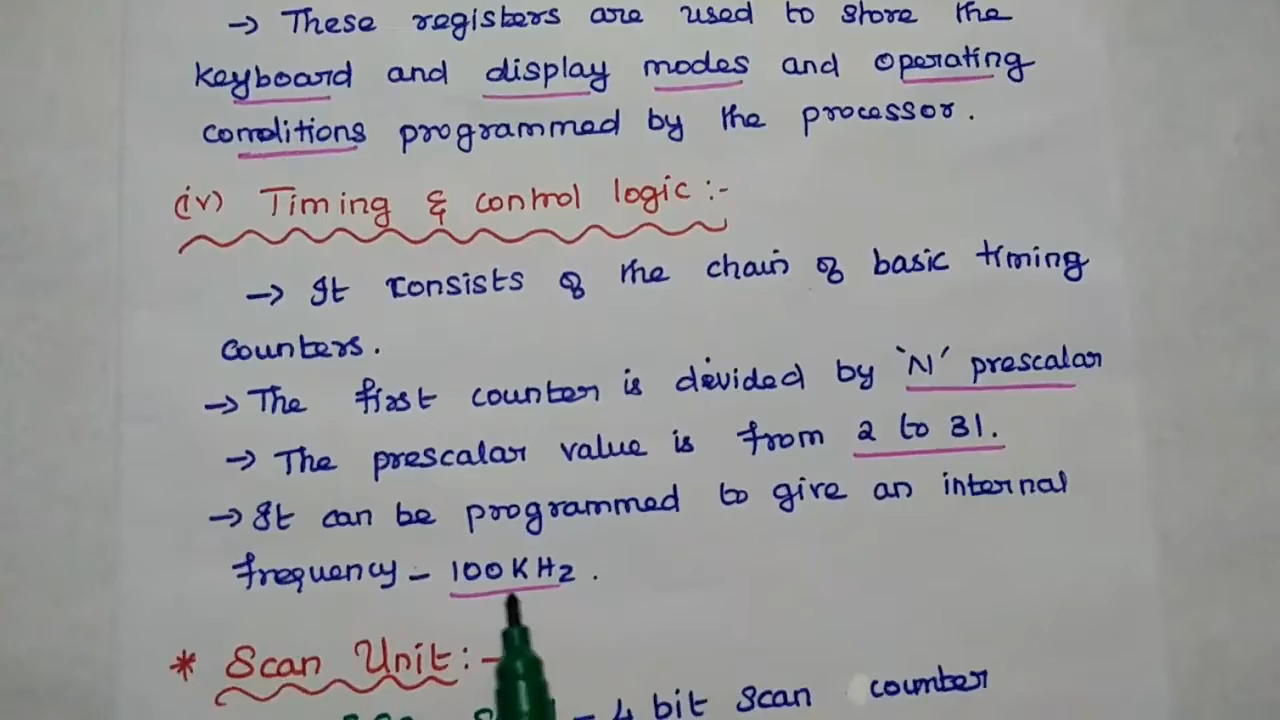 → These registers are used to store the
keyboard and display modes and operating
conditions programmed by the processor.
(iv) Timing & control logic:-
→ It consists of the chain of basic timing
counters.
→ The first counter is devided by 'N' prescalar
→ The prescalar value is from 2 to 31.
→ It can be programmed to give an internal
frequency - 100KHz.
* Scan Unit:-
- 4 bit scan counter